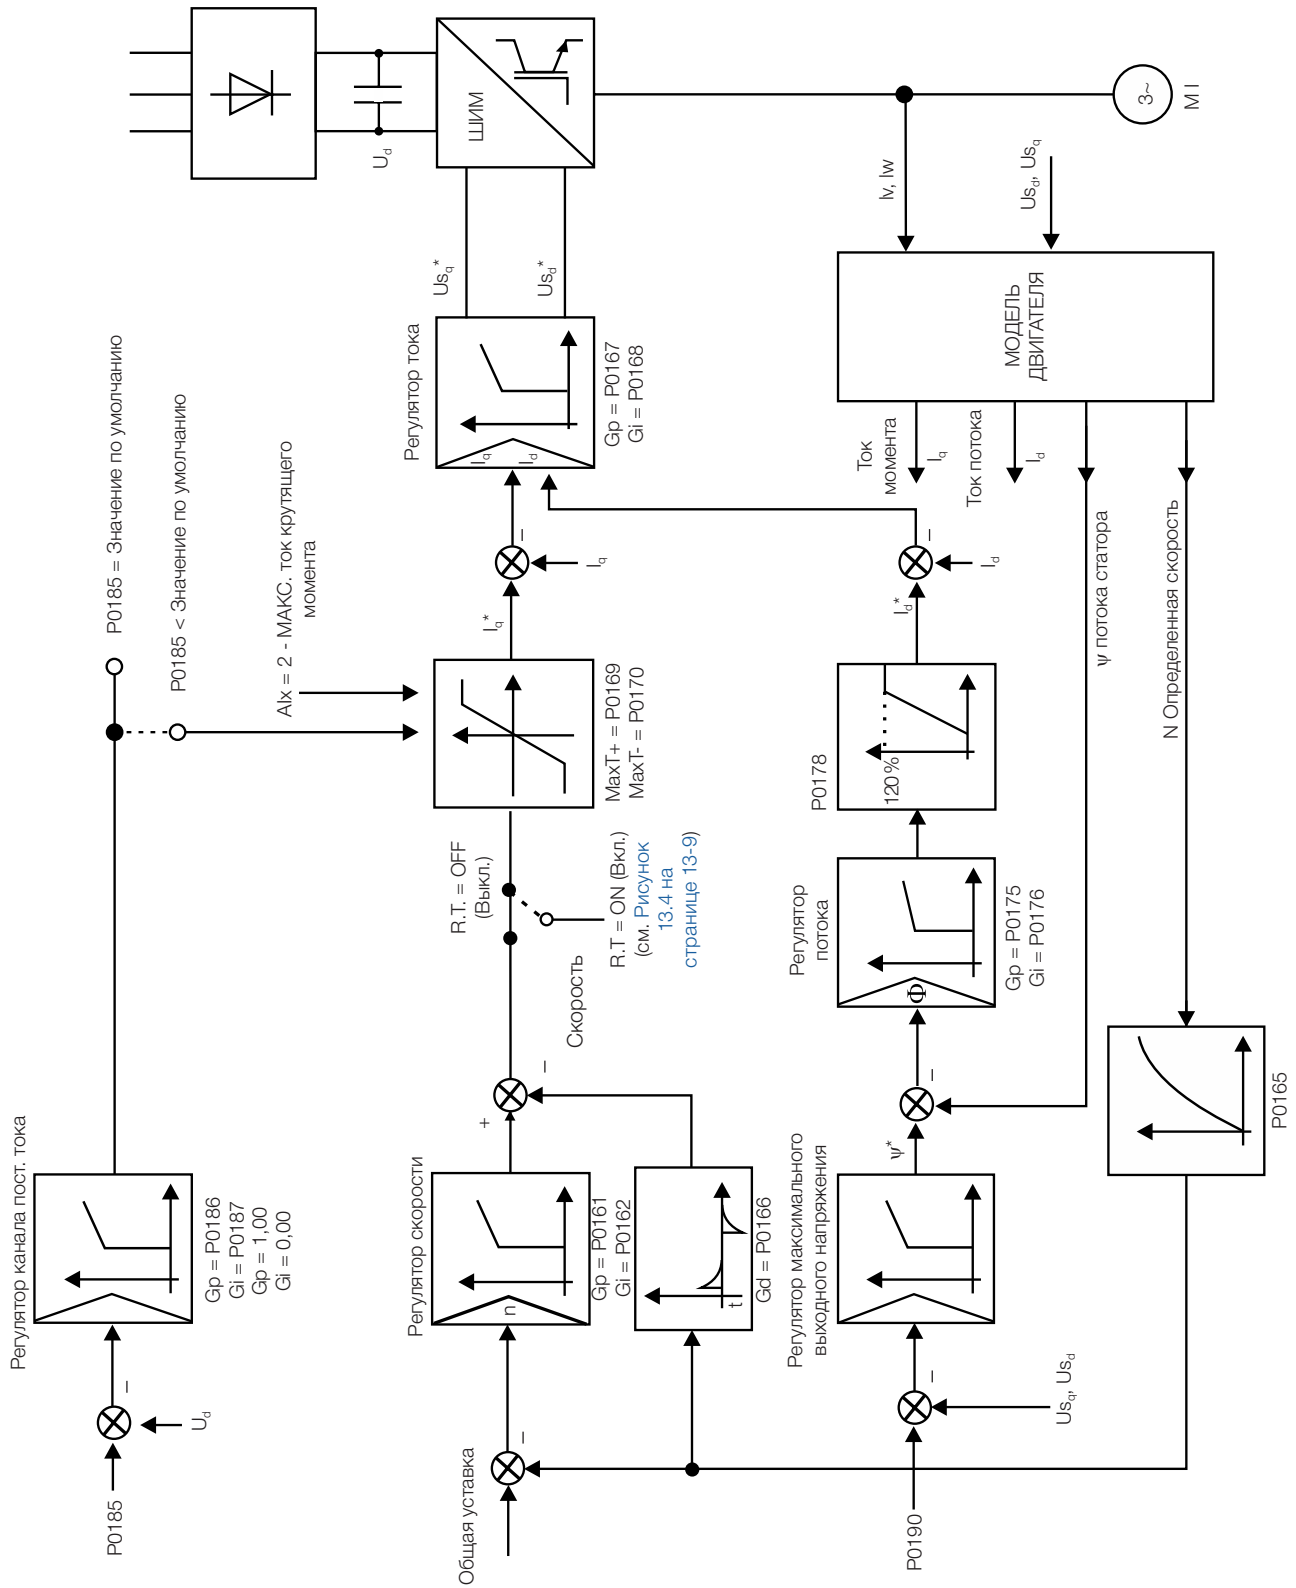 Регулятор канала пост. тока
P0185
U_d
–
Gp = P0186
Gi = P0187
Gp = 1,00
Gi = 0,00
P0185 = Значение по умолчанию
P0185 < Значение по умолчанию
AIx = 2 - МАКС. ток крутящего
момента
U_d
ШИМ
Общая уставка
–
Регулятор скорости
n
Gp = P0161
Gi = P0162
t
Gd = P0166
+
–
Скорость
R.T. = OFF
(Выкл.)
R.T = ON (Вкл.)
(см. Рисунок
13.4 на
странице 13-9)
MaxT+ = P0169
MaxT- = P0170
I_q*
–
I_q
Регулятор тока
I_q
I_d
Gp = P0167
Gi = P0168
Us_q*
Us_d*
P0190
–
Us_q, Us_d
Регулятор максимального
выходного напряжения
ψ*
–
Регулятор
потока
Φ
Gp = P0175
Gi = P0176
P0178
120%
I_d*
–
I_d
Ток
момента
I_q
Ток потока
I_d
ψ потока статора
N Определенная скорость
МОДЕЛЬ
ДВИГАТЕЛЯ
Iv, Iw
Us_d, Us_q
3~
M I
P0165